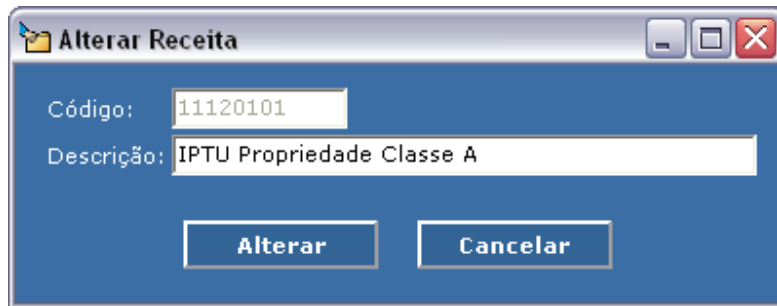 Alterar Receita
Código: 11120101
Descrição: IPTU Propriedade Classe A
Alterar Cancelar